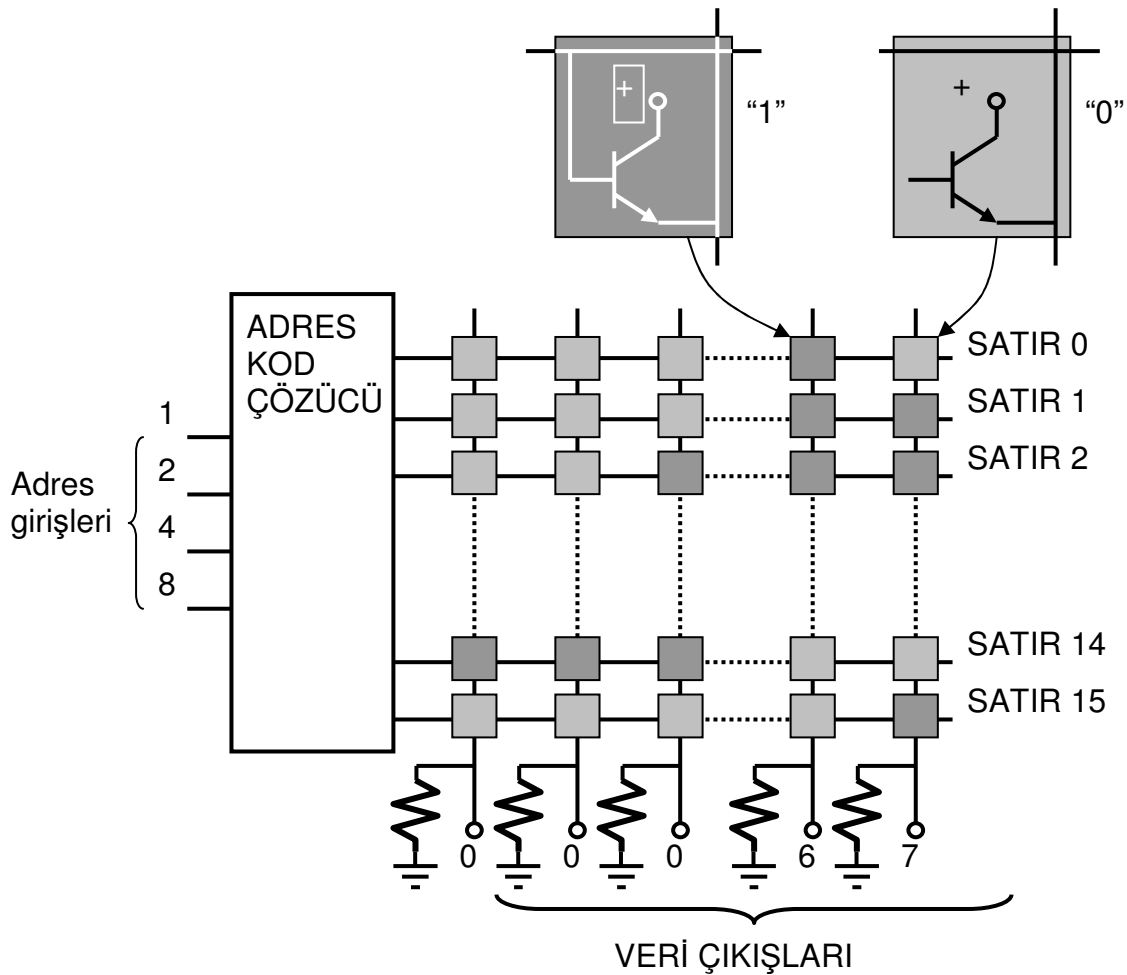 +
“1”
+
“0”
ADRES
KOD
ÇÖZÜCÜ
SATIR 0
SATIR 1
SATIR 2
1
2
4
8
Adres
girişleri
SATIR 14
SATIR 15
0 0 0 6 7
VERİ ÇIKIŞLARI